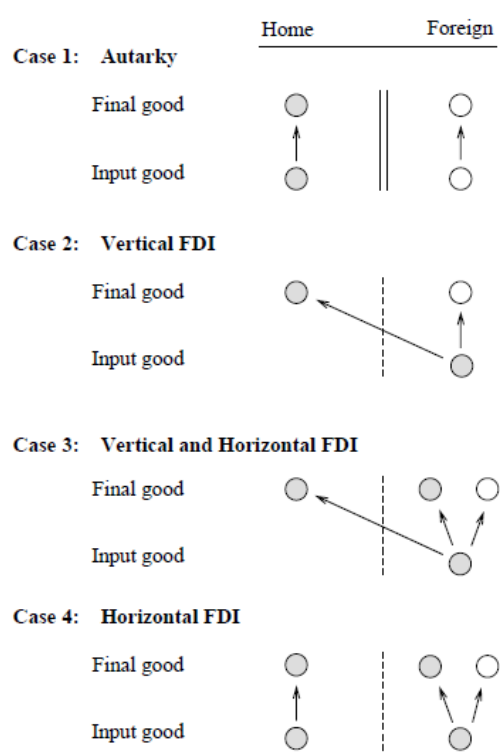 Home Foreign
Case 1: Autarky
Final good
Input good
Case 2: Vertical FDI
Final good
Input good
Case 3: Vertical and Horizontal FDI
Final good
Input good
Case 4: Horizontal FDI
Final good
Input good